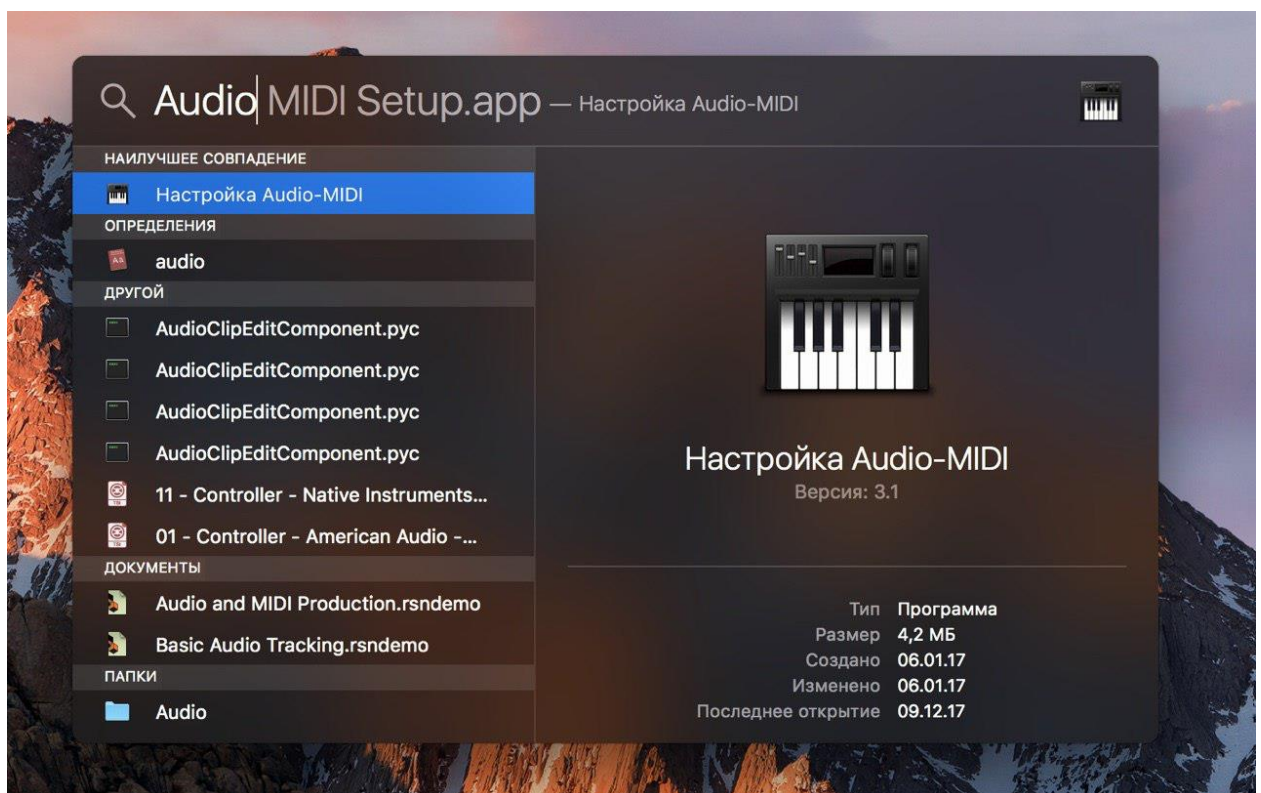 Audio MIDI Setup.app — Настройка Audio-MIDI
НАИЛУЧШЕЕ СОВПАДЕНИЕ
Настройка Audio-MIDI
ОПРЕДЕЛЕНИЯ
audio
ДРУГОЙ
AudioClipEditComponent.pyc
AudioClipEditComponent.pyc
AudioClipEditComponent.pyc
AudioClipEditComponent.pyc
11 - Controller - Native Instruments...
01 - Controller - American Audio -...
ДОКУМЕНТЫ
Audio and MIDI Production.rsndemo
Basic Audio Tracking.rsndemo
ПАПКИ
Audio
Настройка Audio-MIDI
Версия: 3.1
Тип Программа
Размер 4,2 МБ
Создано 06.01.17
Изменено 06.01.17
Последнее открытие 09.12.17